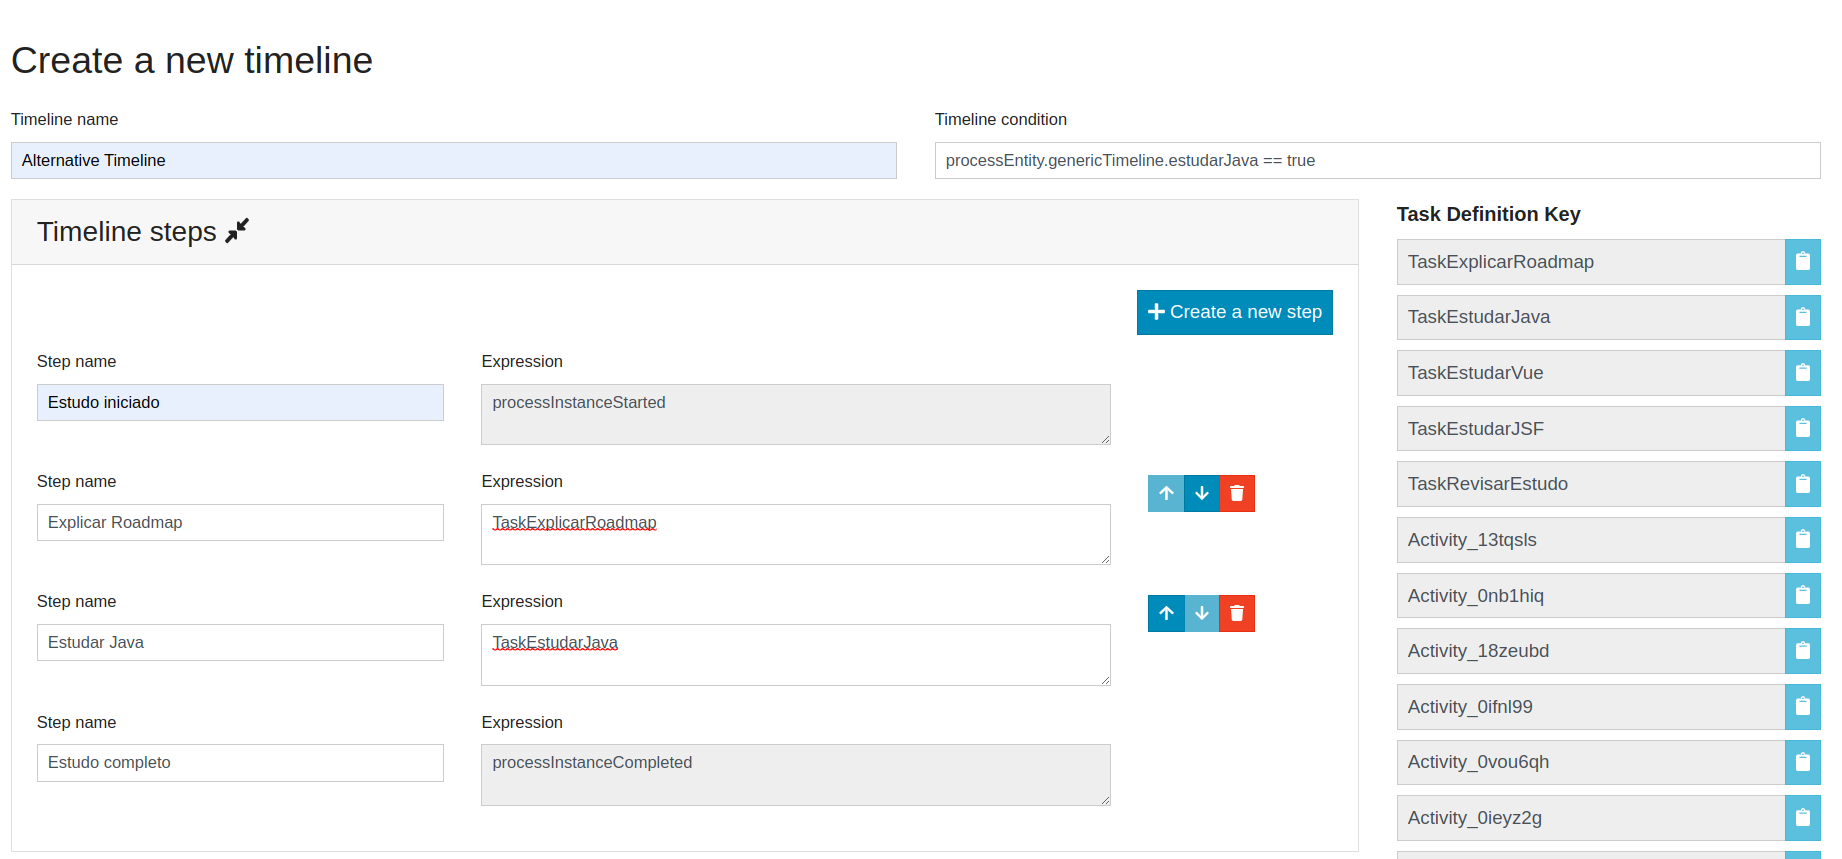 Create a new timeline
Timeline name
Timeline condition
Alternative Timeline
processEntity.genericTimeline.estudarJava == true
Timeline steps
Create a new step
Step name
Expression
Estudo iniciado
processInstanceStarted
Step name
Expression
Explicar Roadmap
TaskExplicarRoadmap
Step name
Expression
Estudar Java
TaskEstudarJava
Step name
Expression
Estudo completo
processInstanceCompleted
Task Definition Key
TaskExplicarRoadmap
TaskEstudarJava
TaskEstudarVue
TaskEstudarJSF
TaskRevisarEstudo
Activity_13tqsls
Activity_0nb1hiq
Activity_18zeubd
Activity_0ifnl99
Activity_0vou6qh
Activity_0ieyz2g